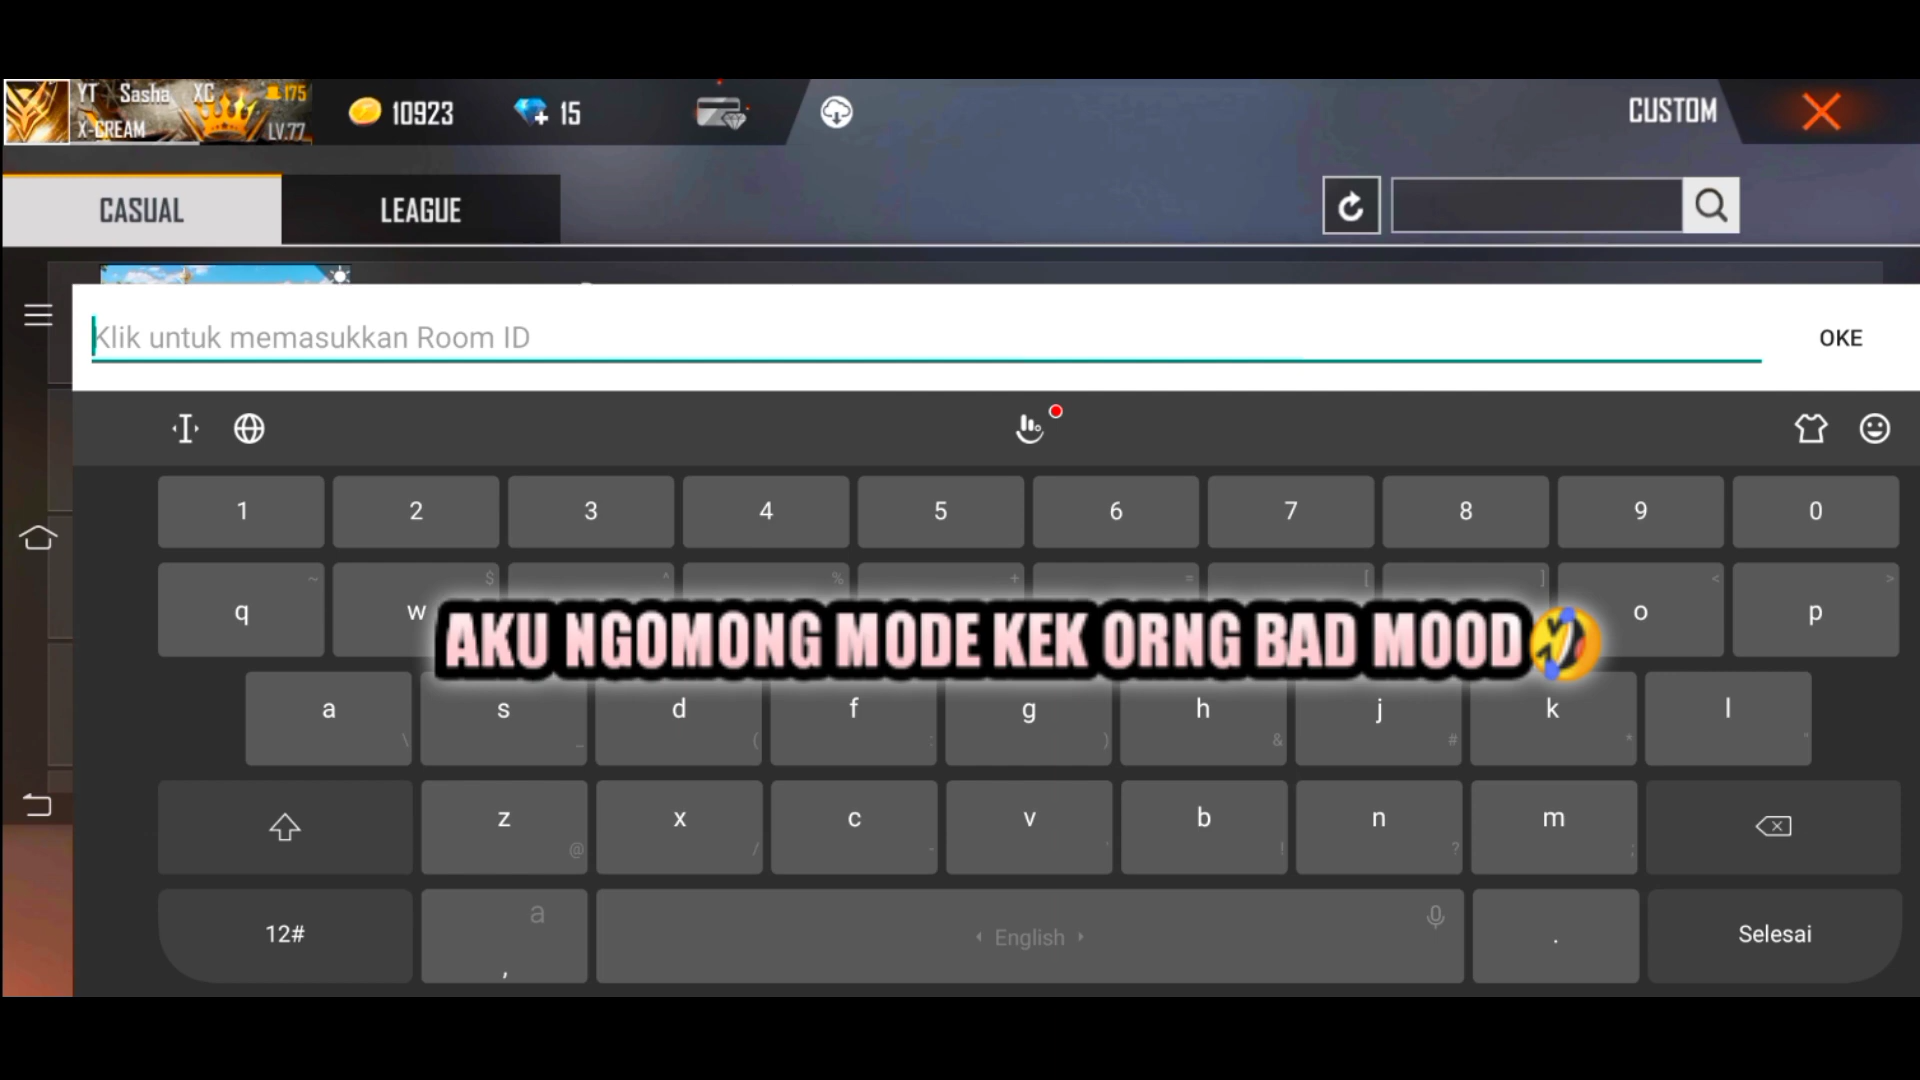 YT Sasha XC 175
X-CREAM LV.77
10923
15
CUSTOM
CASUAL
LEAGUE
Klik untuk memasukkan Room ID
OKE
1 2 3 4 5 6 7 8 9 0
~ $ ^ % + = [ ] < >
q w o p
AKU NGOMONG MODE KEK ORNG BAD MOOD🤣
a s d f g h j k l
\ _ ( : ) & # * "
z x c v b n m
@ / - ' ! ? ;
12# a , English . Selesai